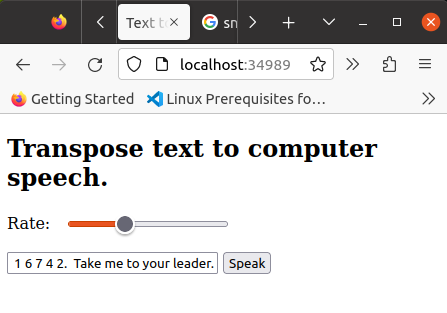 Text t
sn
localhost:34989
Getting Started
Linux Prerequisites fo…
Transpose text to computer
speech.
Rate:
1 6 7 4 2. Take me to your leader.
Speak